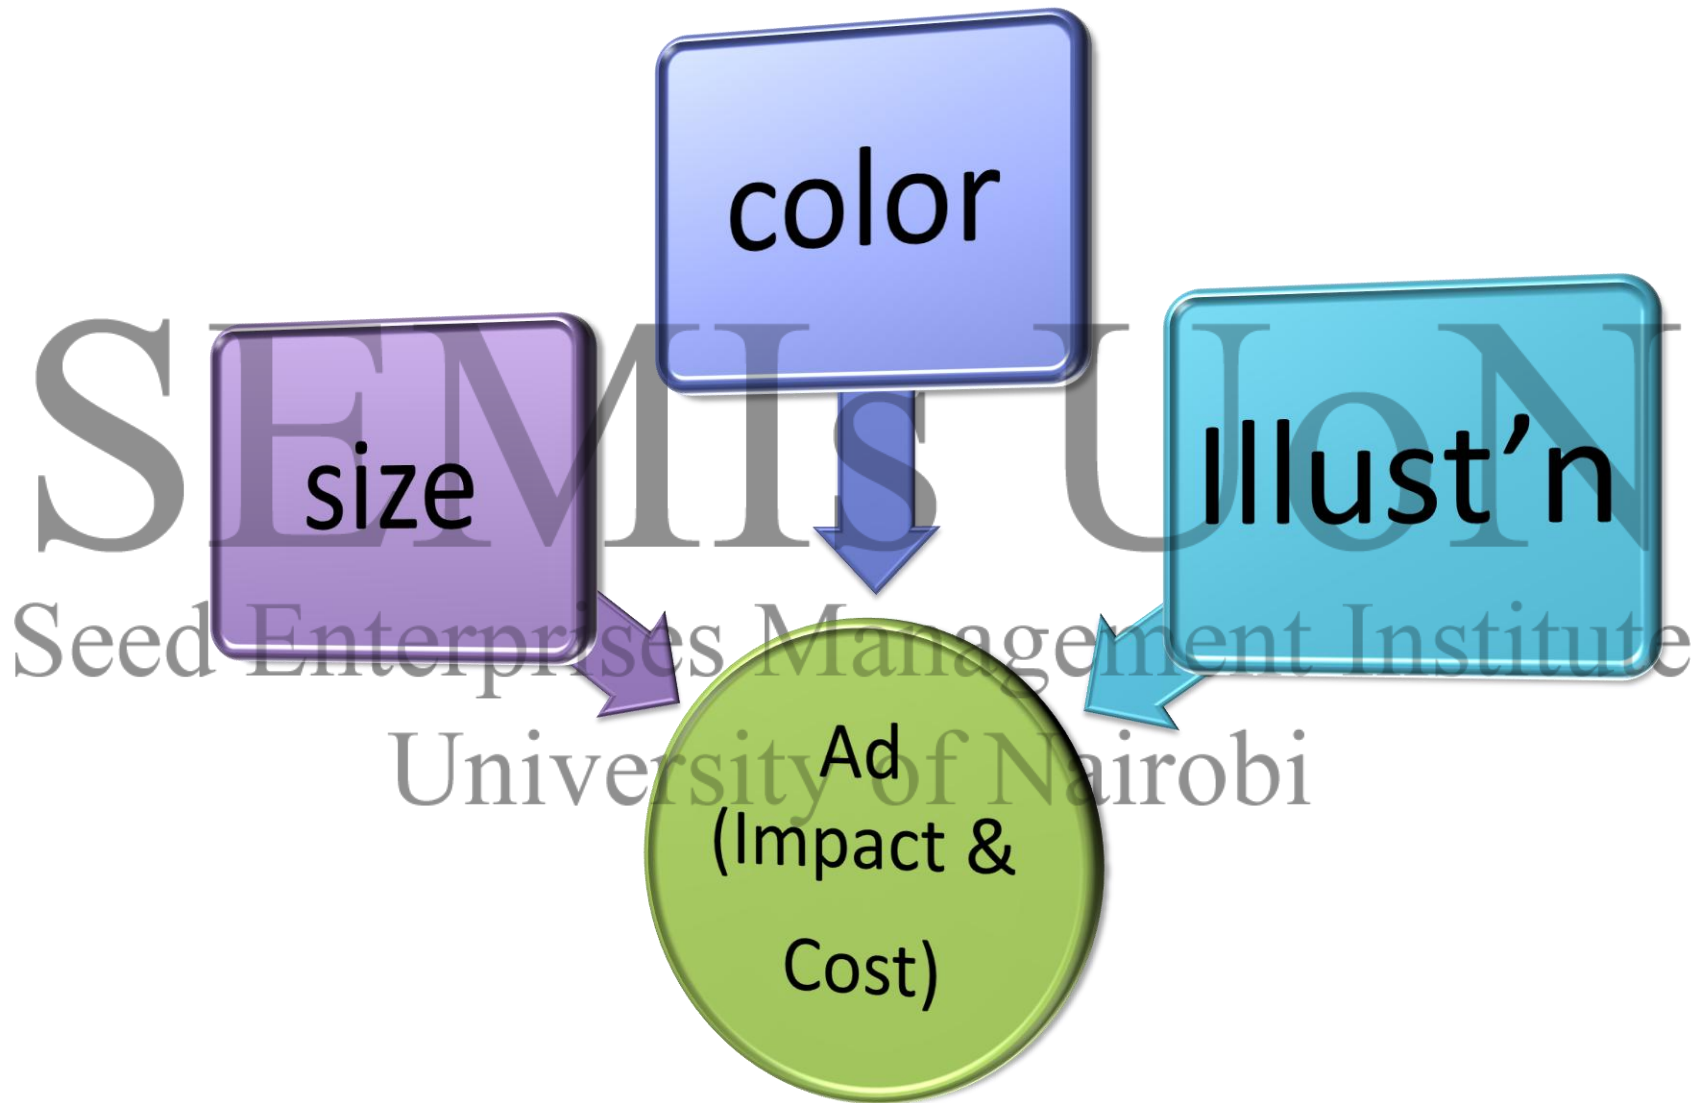 color
size
Illust’n
SEMIs UoN
Seed Enterprises Management Institute
University of Nairobi
Ad
(Impact &
Cost)